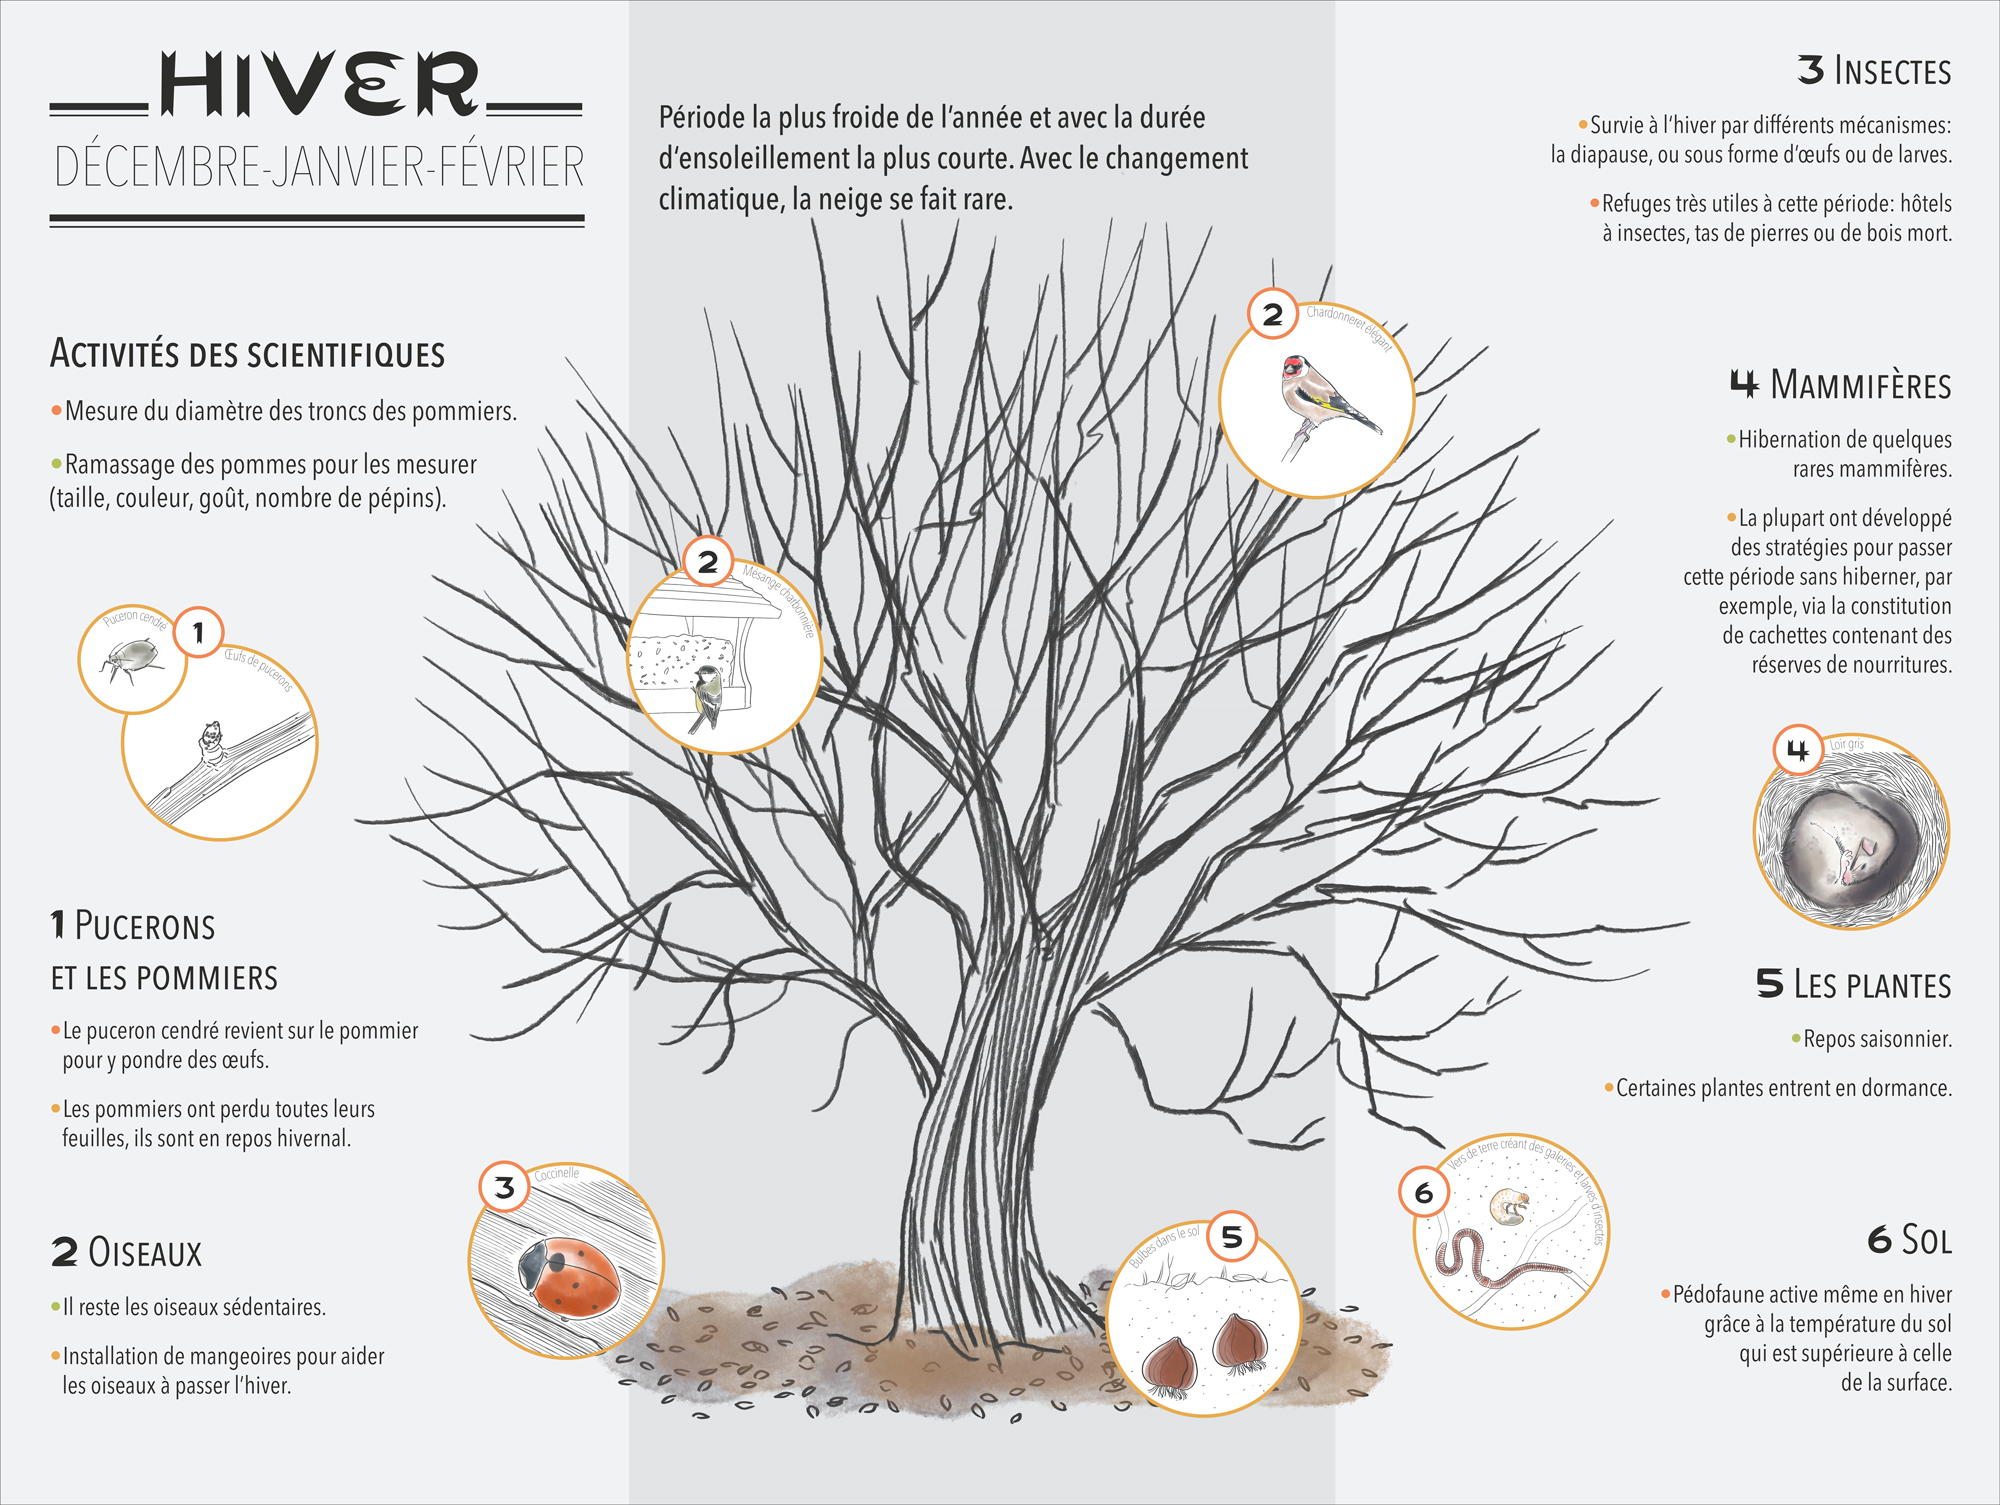 HIVER
DÉCEMBRE-JANVIER-FÉVRIER
Période la plus froide de l'année et avec la durée
d'ensoleillement la plus courte. Avec le changement
climatique, la neige se fait rare.
ACTIVITÉS DES SCIENTIFIQUES
•Mesure du diamètre des troncs des pommiers.
•Ramassage des pommes pour les mesurer
(taille, couleur, goût, nombre de pépins).
Puceron cendré
1
Œufs de pucerons
1 PUCERONS
ET LES POMMIERS
•Le puceron cendré revient sur le pommier
pour y pondre des œufs.
•Les pommiers ont perdu toutes leurs
feuilles, ils sont en repos hivernal.
2 OISEAUX
•Il reste les oiseaux sédentaires.
•Installation de mangeoires pour aider
les oiseaux à passer l'hiver.
2
Mésange charbonnière
2
Chardonneret élégant
3
Coccinelle
5
Bulbes dans le sol
6
Vers de terre créant des galeries et larves d'insectes
3 INSECTES
•Survie à l'hiver par différents mécanismes:
la diapause, ou sous forme d'œufs ou de larves.
•Refuges très utiles à cette période: hôtels
à insectes, tas de pierres ou de bois mort.
4 MAMMIFÈRES
•Hibernation de quelques
rares mammifères.
•La plupart ont développé
des stratégies pour passer
cette période sans hiberner, par
exemple, via la constitution
de cachettes contenant des
réserves de nourritures.
4
Loir gris
5 LES PLANTES
•Repos saisonnier.
•Certaines plantes entrent en dormance.
6 SOL
•Pédofaune active même en hiver
grâce à la température du sol
qui est supérieure à celle
de la surface.